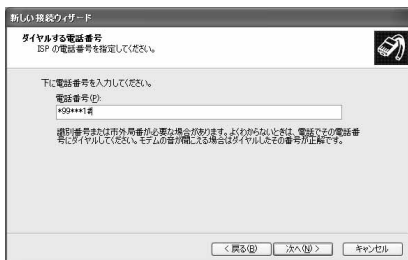 新しい接続ウィザード
ダイヤルする電話番号
ISP の電話番号を指定してください。
下に電話番号を入力してください。
電話番号(P):
*99***1#
識別番号または市外局番が必要な場合があります。よくわからないときは、電話でその電話番
号にダイヤルしてください。モデムの音が聞こえる場合はダイヤルしたその番号が正解です。
< 戻る(B)
次へ(N) >
キャンセル